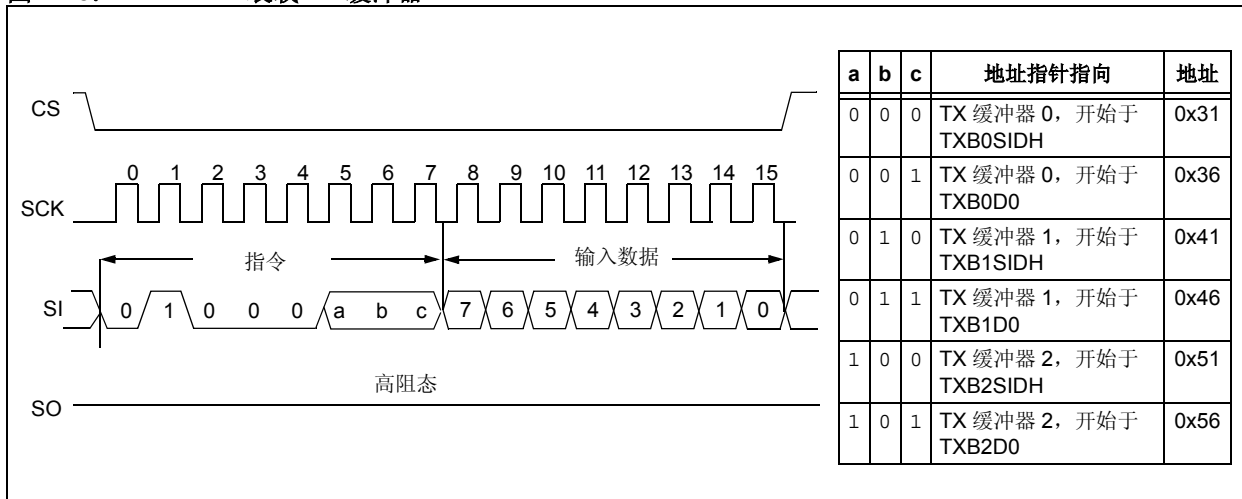 CS
0 1 2 3 4 5 6 7 8 9 10 11 12 13 14 15
SCK
指令
输入数据
SI 0 1 0 0 0 a b c 7 6 5 4 3 2 1 0
高阻态
SO
a b c 地址指针指向 地址
0 0 0 TX 缓冲器 0，开始于 0x31
TXB0SIDH
0 0 1 TX 缓冲器 0，开始于 0x36
TXB0D0
0 1 0 TX 缓冲器 1，开始于 0x41
TXB1SIDH
0 1 1 TX 缓冲器 1，开始于 0x46
TXB1D0
1 0 0 TX 缓冲器 2，开始于 0x51
TXB2SIDH
1 0 1 TX 缓冲器 2，开始于 0x56
TXB2D0